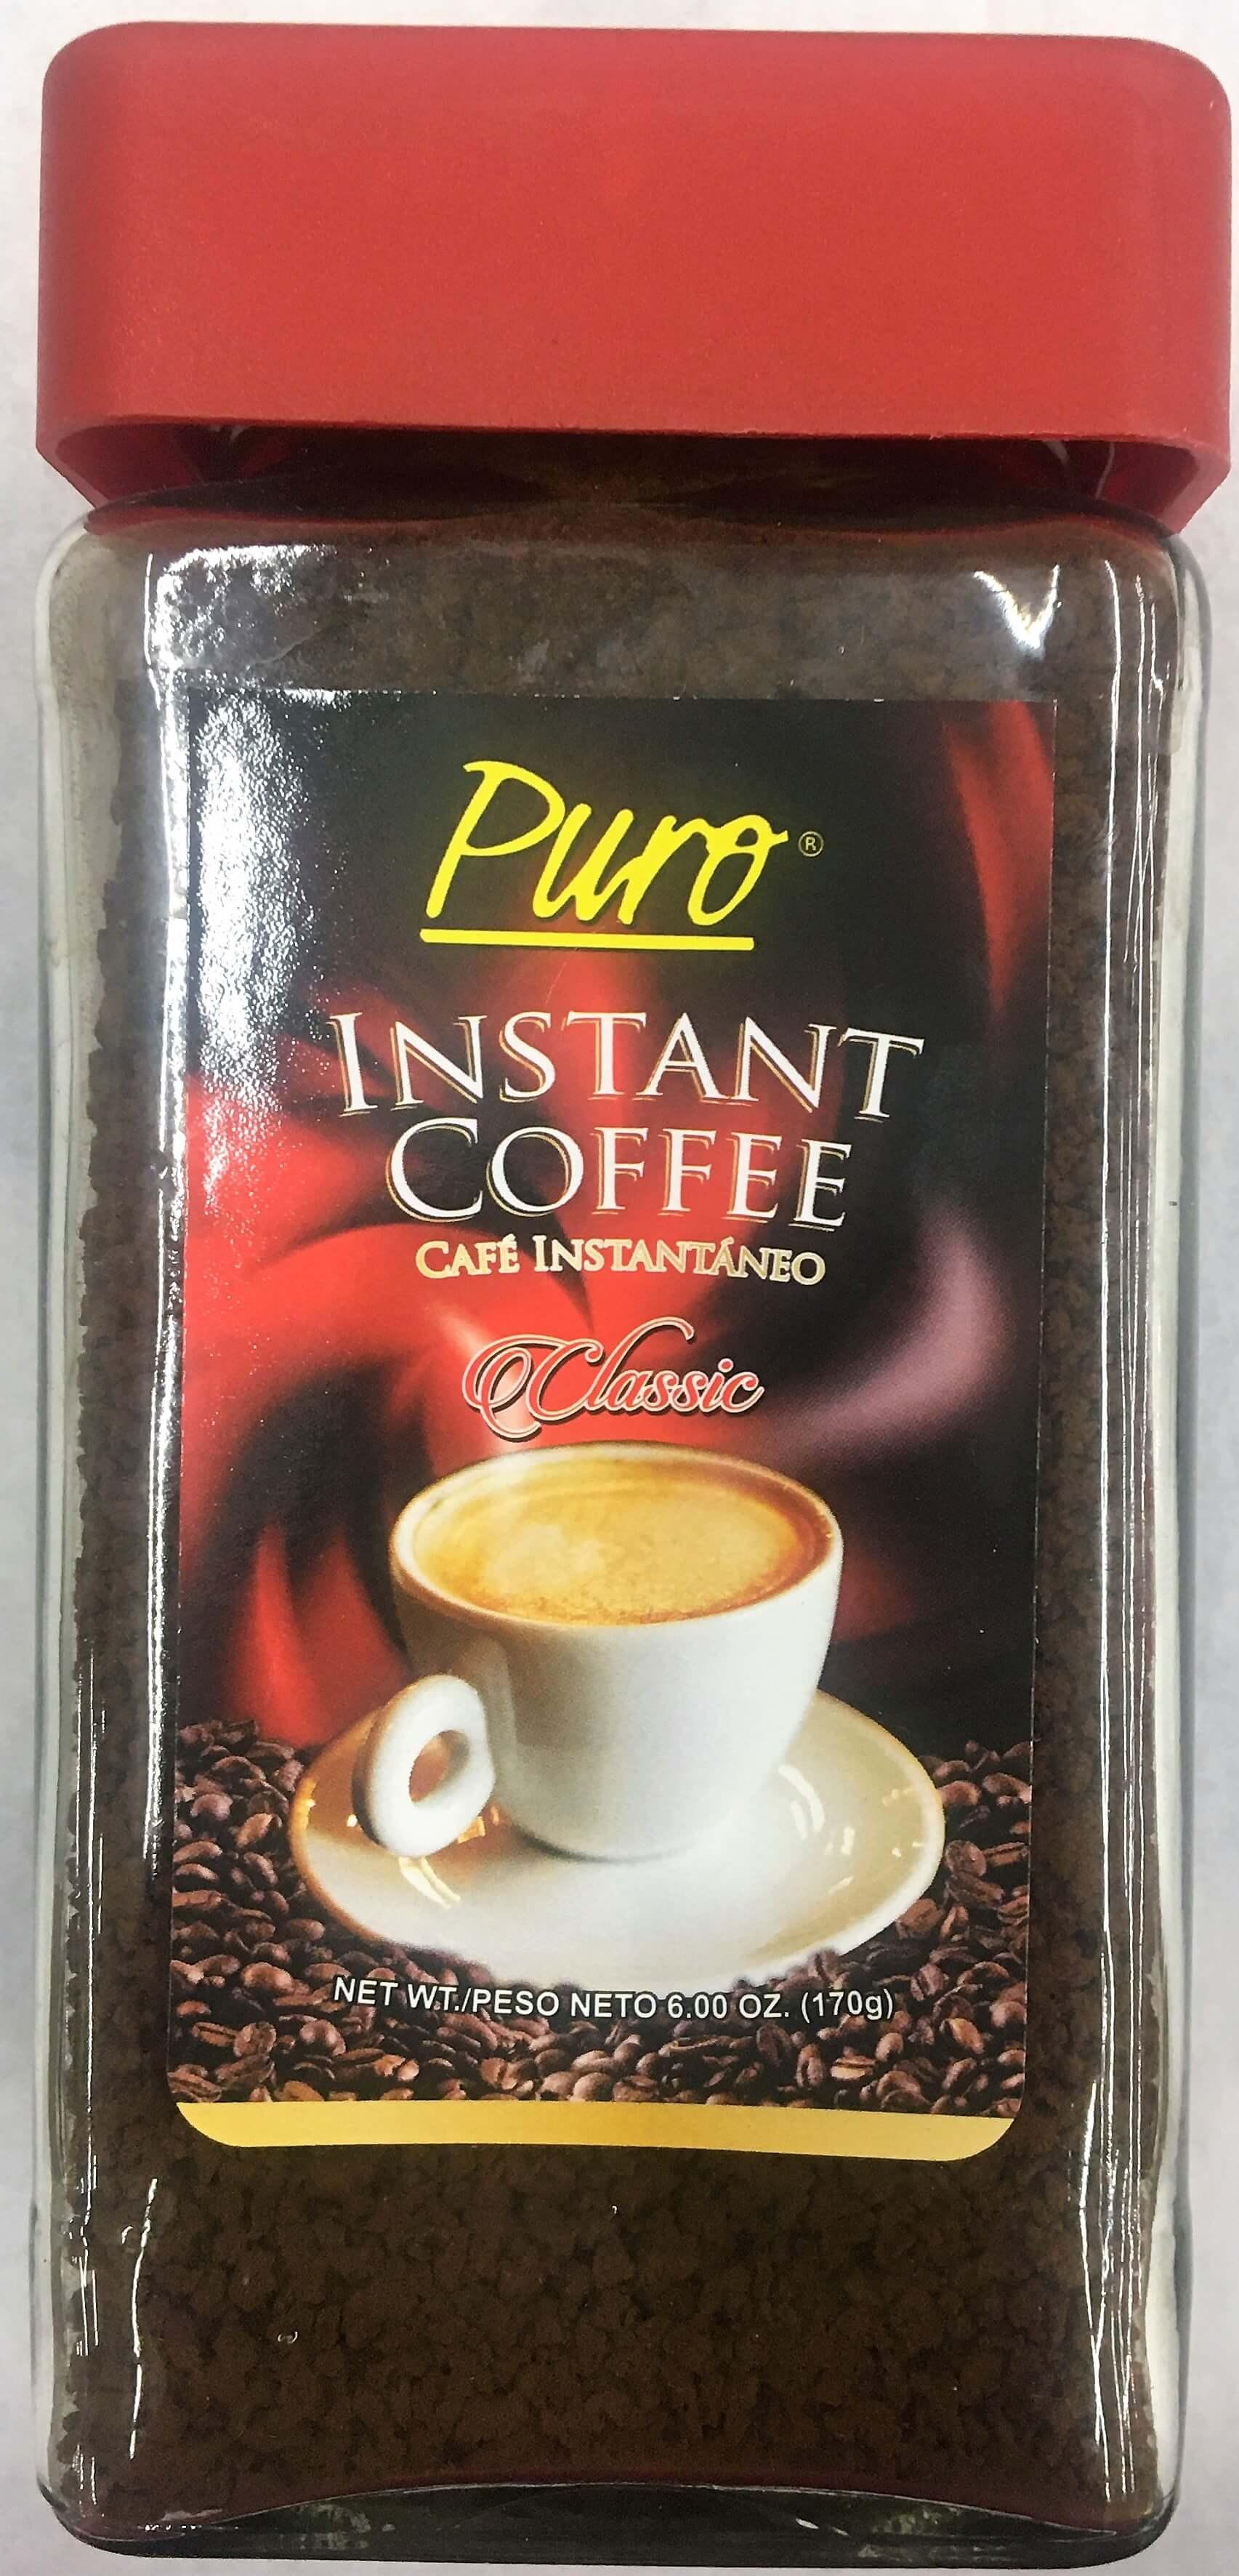 Puro®
INSTANT
COFFEE
CAFÉ INSTANTÁNEO
Classic
NET WT./PESO NETO 6.00 OZ. (170g)